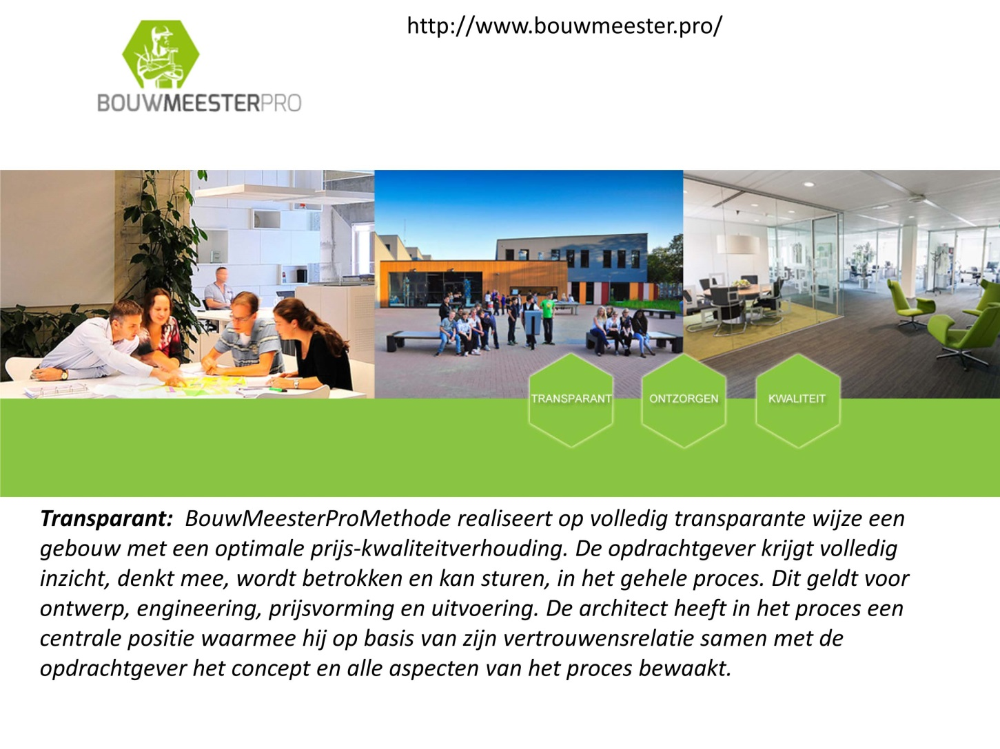 http://www.bouwmeester.pro/
BOUWMEESTERPRO
TRANSPARANT
ONTZORGEN
KWALITEIT
Transparant: BouwMeesterProMethode realiseert op volledig transparante wijze een
gebouw met een optimale prijs-kwaliteitverhouding. De opdrachtgever krijgt volledig
inzicht, denkt mee, wordt betrokken en kan sturen, in het gehele proces. Dit geldt voor
ontwerp, engineering, prijsvorming en uitvoering. De architect heeft in het proces een
centrale positie waarmee hij op basis van zijn vertrouwensrelatie samen met de
opdrachtgever het concept en alle aspecten van het proces bewaakt.